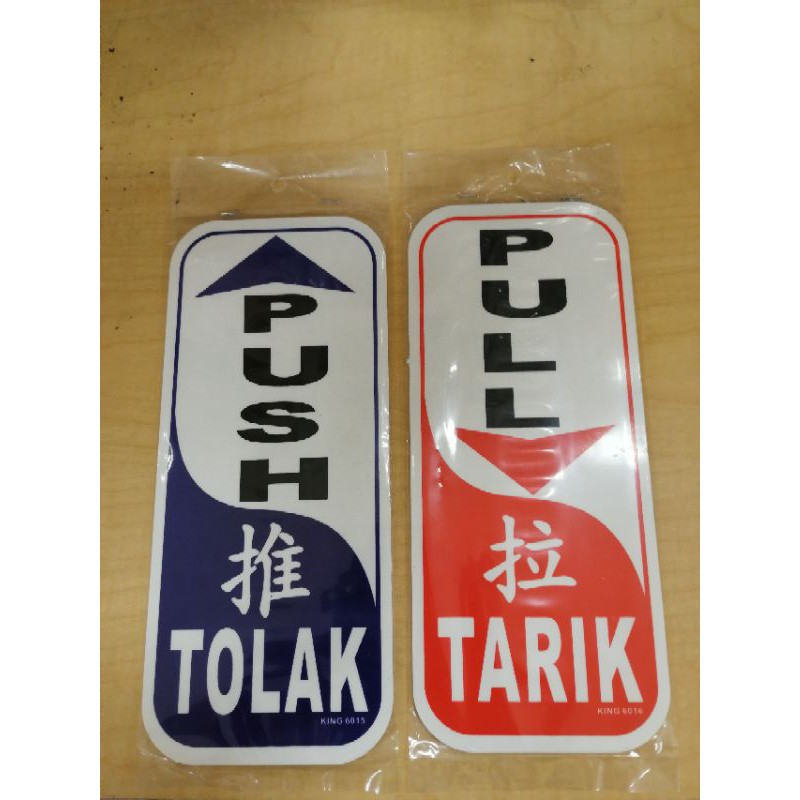 PUSH
推
TOLAK
KING 6015
PULL
拉
TARIK
KING 6016